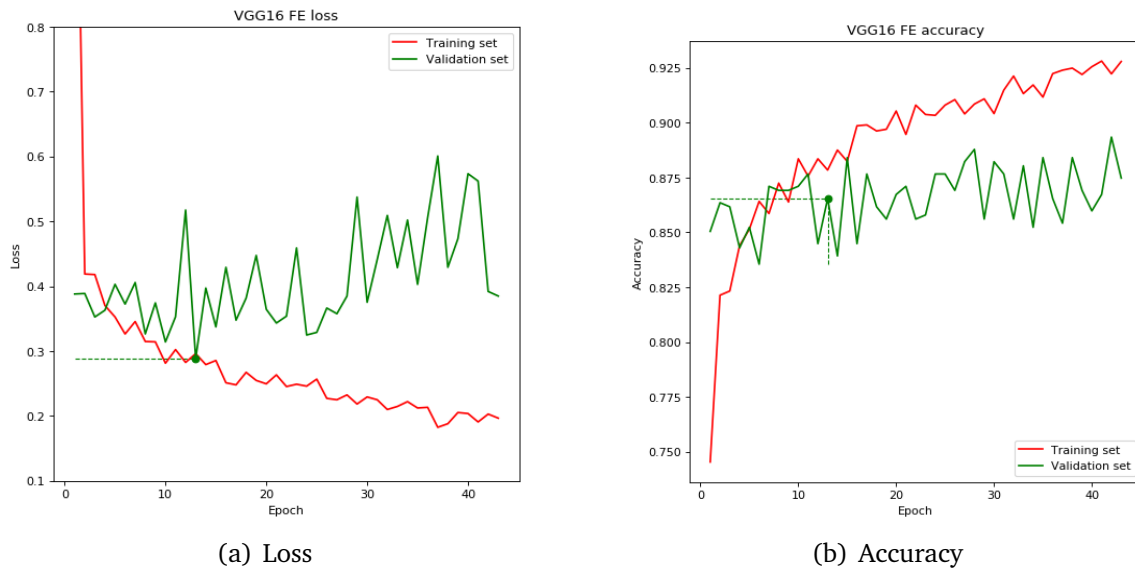 VGG16 FE loss
0.8
0.7
0.6
0.5
0.4
0.3
0.2
0.1
Loss
0
10
20
30
40
Epoch
Training set
Validation set
(a) Loss
VGG16 FE accuracy
0.925
0.900
0.875
0.850
0.825
0.800
0.775
0.750
Accuracy
0
10
20
30
40
Epoch
Training set
Validation set
(b) Accuracy